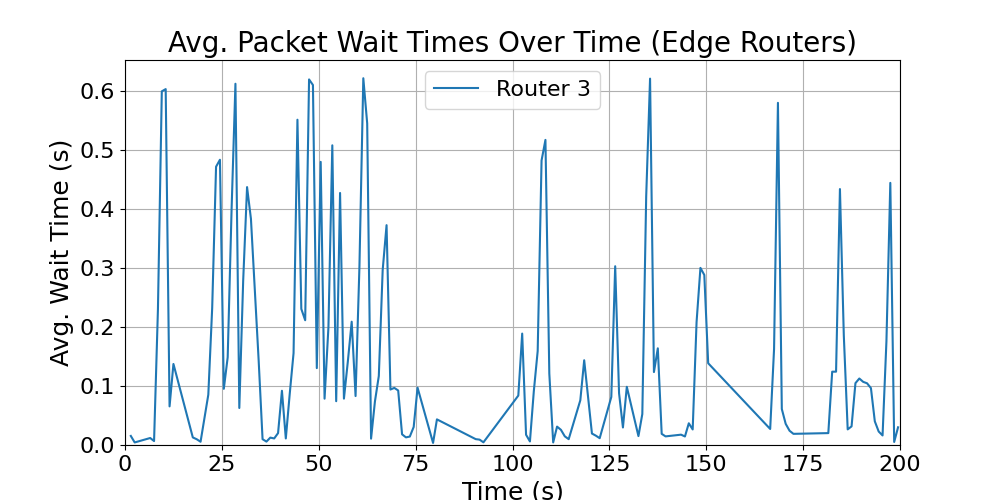 Avg. Packet Wait Times Over Time (Edge Routers)
Router 3
Avg. Wait Time (s)
0.6
0.5
0.4
0.3
0.2
0.1
0.0
0 25 50 75 100 125 150 175 200
Time (s)